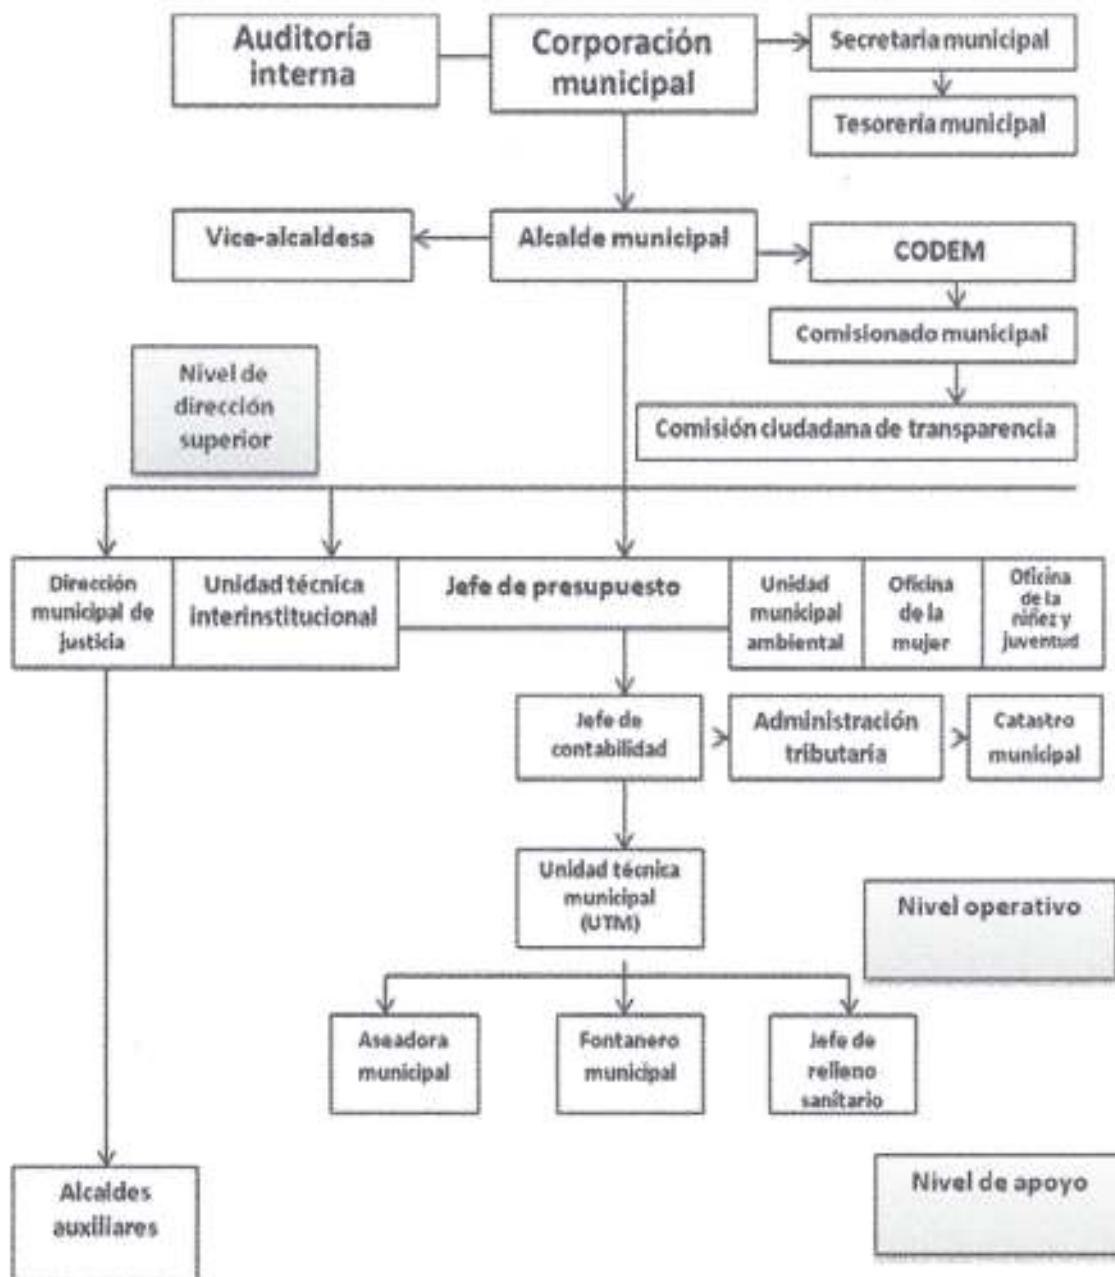 Auditoría
interna
Corporación
municipal
Secretaria municipal
Tesorería municipal
Vice-alcaldesa
Alcalde municipal
CODEM
Comisionado municipal
Nivel de
dirección
superior
Comisión ciudadana de transparencia
Dirección
municipal de
justicia
Unidad técnica
interinstitucional
Jefe de presupuesto
Unidad
municipal
ambiental
Oficina
de la
mujer
Oficina
de la
niñez y
juventud
Jefe de
contabilidad
Administración
tributaria
Catastro
municipal
Unidad técnica
municipal
(UTM)
Nivel operativo
Aseadora
municipal
Fontanero
municipal
Jefe de
relleno
sanitario
Alcaldes
auxiliares
Nivel de apoyo